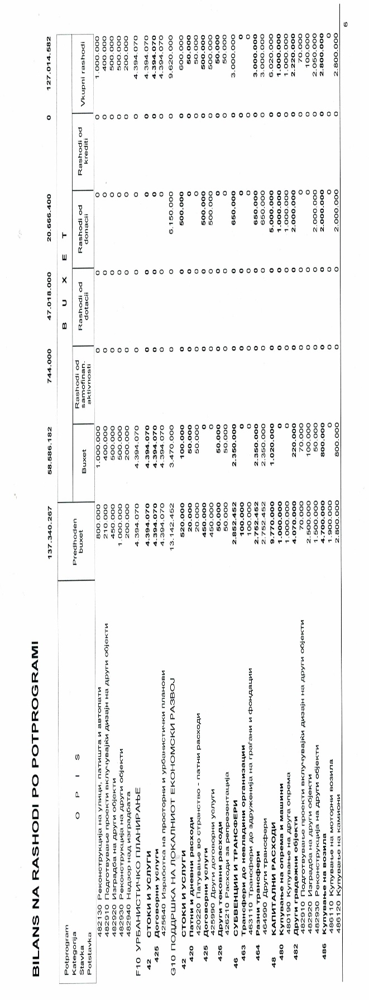 BILANS NA RASHODI PO POTPROGRAMI
137.340.267 58.586.182 744.000 47.018.000 20.666.400 0 127.014.582
Potprogram
Kategorija
Stavka
Potstavka
O P I S
Predhoden buxet
B U X E T
Buxet
Rashodi od samofinan. aktivnosti
Rashodi od dotacii
Rashodi od donacii
Rashodi od krediti
Vkupni rashodi
482130 Реконструкција на улици, патишта и автопати 800.000 1.000.000 0 0 0 0 1.000.000
482910 Подготвување проекти вклучувајќи дизајн на други објекти 210.000 400.000 0 0 0 0 400.000
482920 Изградба на други објекти 450.000 500.000 0 0 0 0 500.000
482930 Реконструкција на други објекти 1.000.000 500.000 0 0 0 0 500.000
482940 Надзор над изградбата 200.000 200.000 0 0 0 0 200.000
F10 УРБАНИСТИЧКО ПЛАНИРАЊЕ 4.394.070 4.394.070 0 0 0 0 4.394.070
42 СТОКИ И УСЛУГИ 4.394.070 4.394.070 0 0 0 0 4.394.070
425 Договорни услуги 4.394.070 4.394.070 0 0 0 0 4.394.070
425640 Изработка на просторни и урбанистички планови 4.394.070 4.394.070 0 0 0 0 4.394.070
G10 ПОДДРШКА НА ЛОКАЛНИОТ ЕКОНОМСКИ РАЗВОЈ 13.142.452 3.470.000 0 0 6.150.000 0 9.620.000
42 СТОКИ И УСЛУГИ 520.000 100.000 0 0 500.000 0 600.000
420 Патни и дневни расходи 20.000 50.000 0 0 0 0 50.000
420220 Патување во странство - патни расходи 20.000 50.000 0 0 0 0 50.000
425 Договорни услуги 450.000 0 0 0 500.000 0 500.000
425990 Други договорни услуги 450.000 0 0 0 500.000 0 500.000
426 Други тековни расходи 50.000 50.000 0 0 0 0 50.000
426210 Расходи за репрезентација 50.000 50.000 0 0 0 0 50.000
46 СУБВЕНЦИИ И ТРАНСФЕРИ 2.852.452 2.350.000 0 0 650.000 0 3.000.000
463 Трансфери до невладини организации 100.000 0 0 0 0 0 0
463110 Трансфери до здруженија на граѓани и фондации 100.000 0 0 0 0 0 0
464 Разни трансфери 2.752.452 2.350.000 0 0 650.000 0 3.000.000
464990 Други трансфери 2.752.452 2.350.000 0 0 650.000 0 3.000.000
48 КАПИТАЛНИ РАСХОДИ 9.770.000 1.020.000 0 0 5.000.000 0 6.020.000
480 Купување на опрема и машини 1.000.000 0 0 0 1.000.000 0 1.000.000
480190 Купување на друга опрема 1.000.000 0 0 0 1.000.000 0 1.000.000
482 Други градежни објекти 4.070.000 220.000 0 0 2.000.000 0 2.220.000
482910 Подготвување проекти вклучувајќи дизајн на други објекти 70.000 70.000 0 0 0 0 70.000
482920 Изградба на други објекти 2.500.000 100.000 0 0 0 0 100.000
482930 Реконструкција на други објекти 1.500.000 50.000 0 0 2.000.000 0 2.050.000
486 Купување на возила 4.700.000 800.000 0 0 2.000.000 0 2.800.000
486110 Купување на моторни возила 1.900.000 0 0 0 0 0 0
486120 Купување на камиони 2.800.000 800.000 0 0 2.000.000 0 2.800.000
6